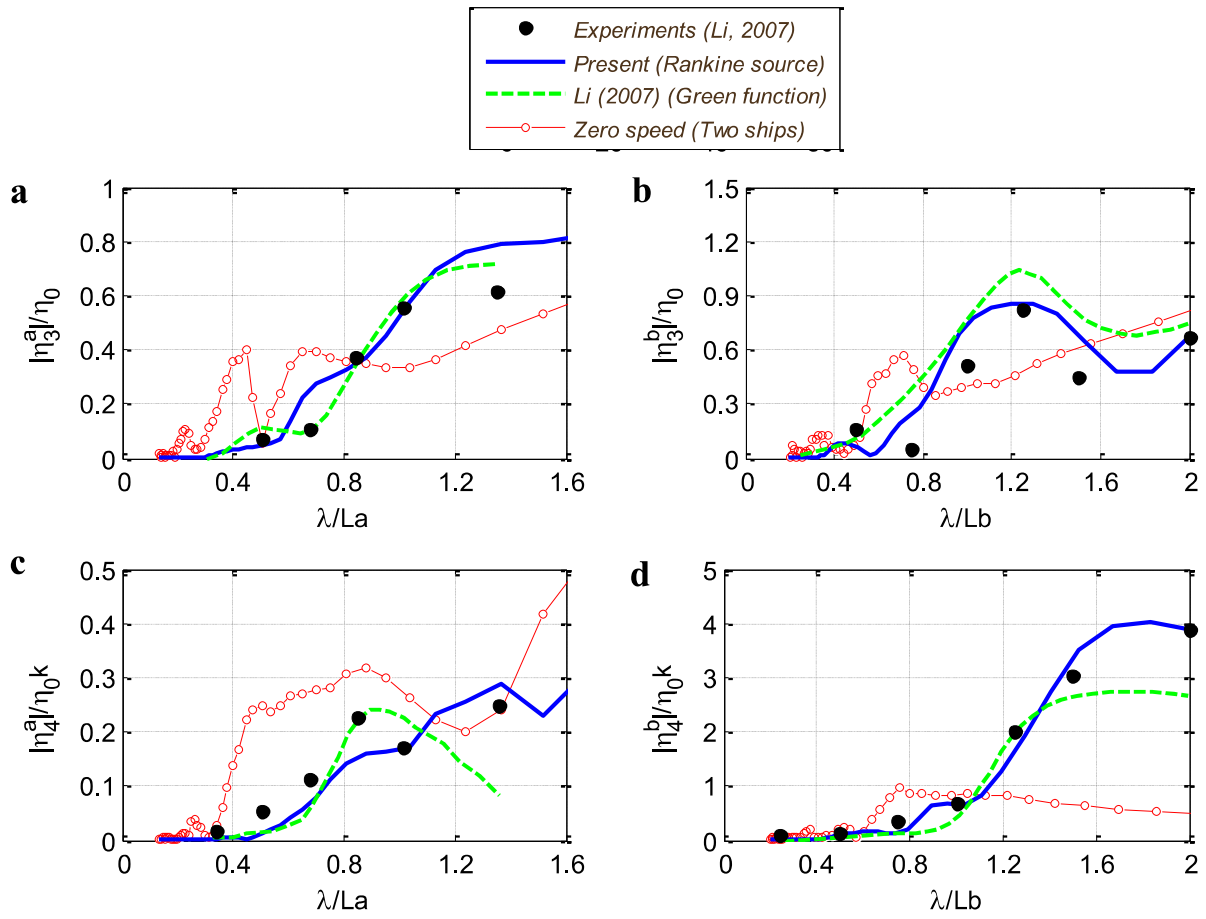 Experiments (Li, 2007)
Present (Rankine source)
Li (2007) (Green function)
Zero speed (Two ships)
a
|η₃ᵃ|/η₀
1
0.8
0.6
0.4
0.2
0
0 0.4 0.8 1.2 1.6
λ/La
b
|η₃ᵇ|/η₀
1.5
1.2
0.9
0.6
0.3
0
0 0.4 0.8 1.2 1.6 2
λ/Lb
c
|η₄ᵃ|/η₀k
0.5
0.4
0.3
0.2
0.1
0
0 0.4 0.8 1.2 1.6
λ/La
d
|η₄ᵇ|/η₀k
5
4
3
2
1
0
0 0.4 0.8 1.2 1.6 2
λ/Lb